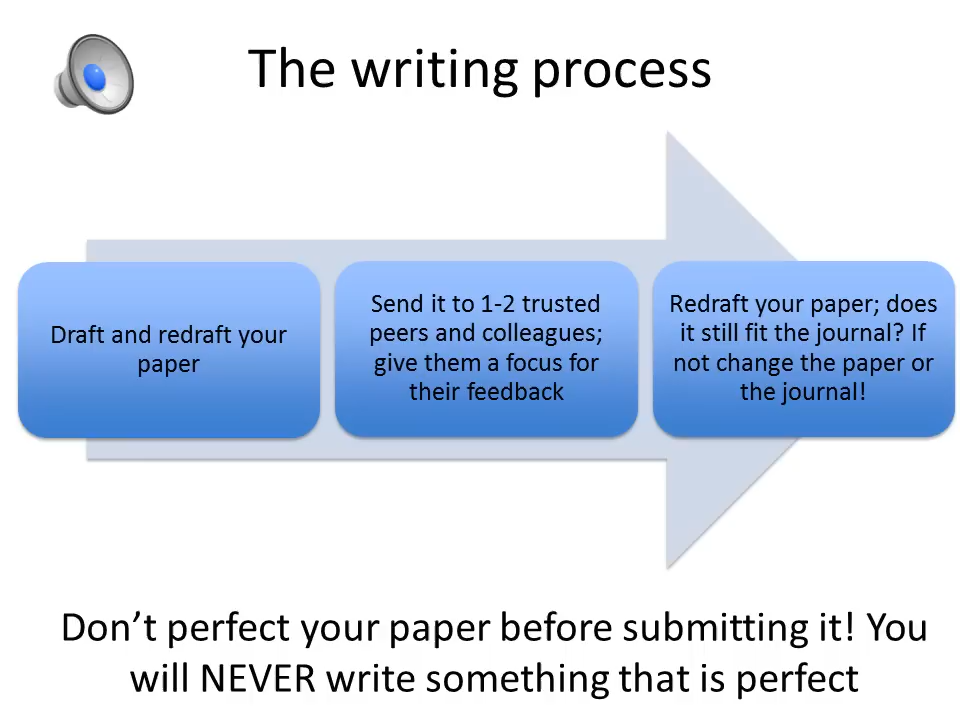 The writing process
Draft and redraft your
paper
Send it to 1-2 trusted
peers and colleagues;
give them a focus for
their feedback
Redraft your paper; does
it still fit the journal? If
not change the paper or
the journal!
Don’t perfect your paper before submitting it! You
will NEVER write something that is perfect